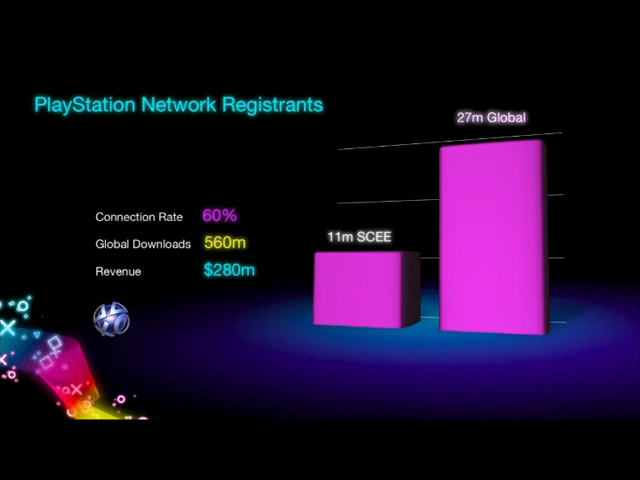 PlayStation Network Registrants
27m Global
11m SCEE
Connection Rate 60%
Global Downloads 560m
Revenue $280m